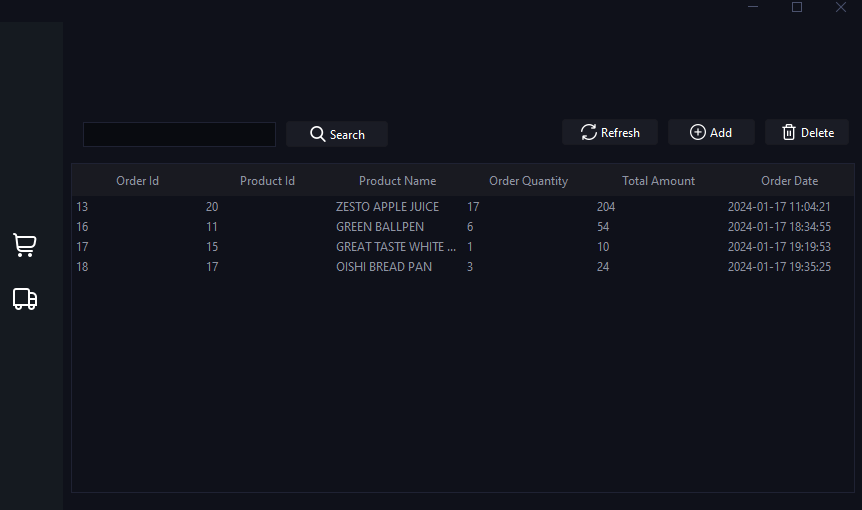 Search Refresh Add Delete
Order Id Product Id Product Name Order Quantity Total Amount Order Date
13 20 ZESTO APPLE JUICE 17 204 2024-01-17 11:04:21
16 11 GREEN BALLPEN 6 54 2024-01-17 18:34:55
17 15 GREAT TASTE WHITE ... 1 10 2024-01-17 19:19:53
18 17 OISHI BREAD PAN 3 24 2024-01-17 19:35:25